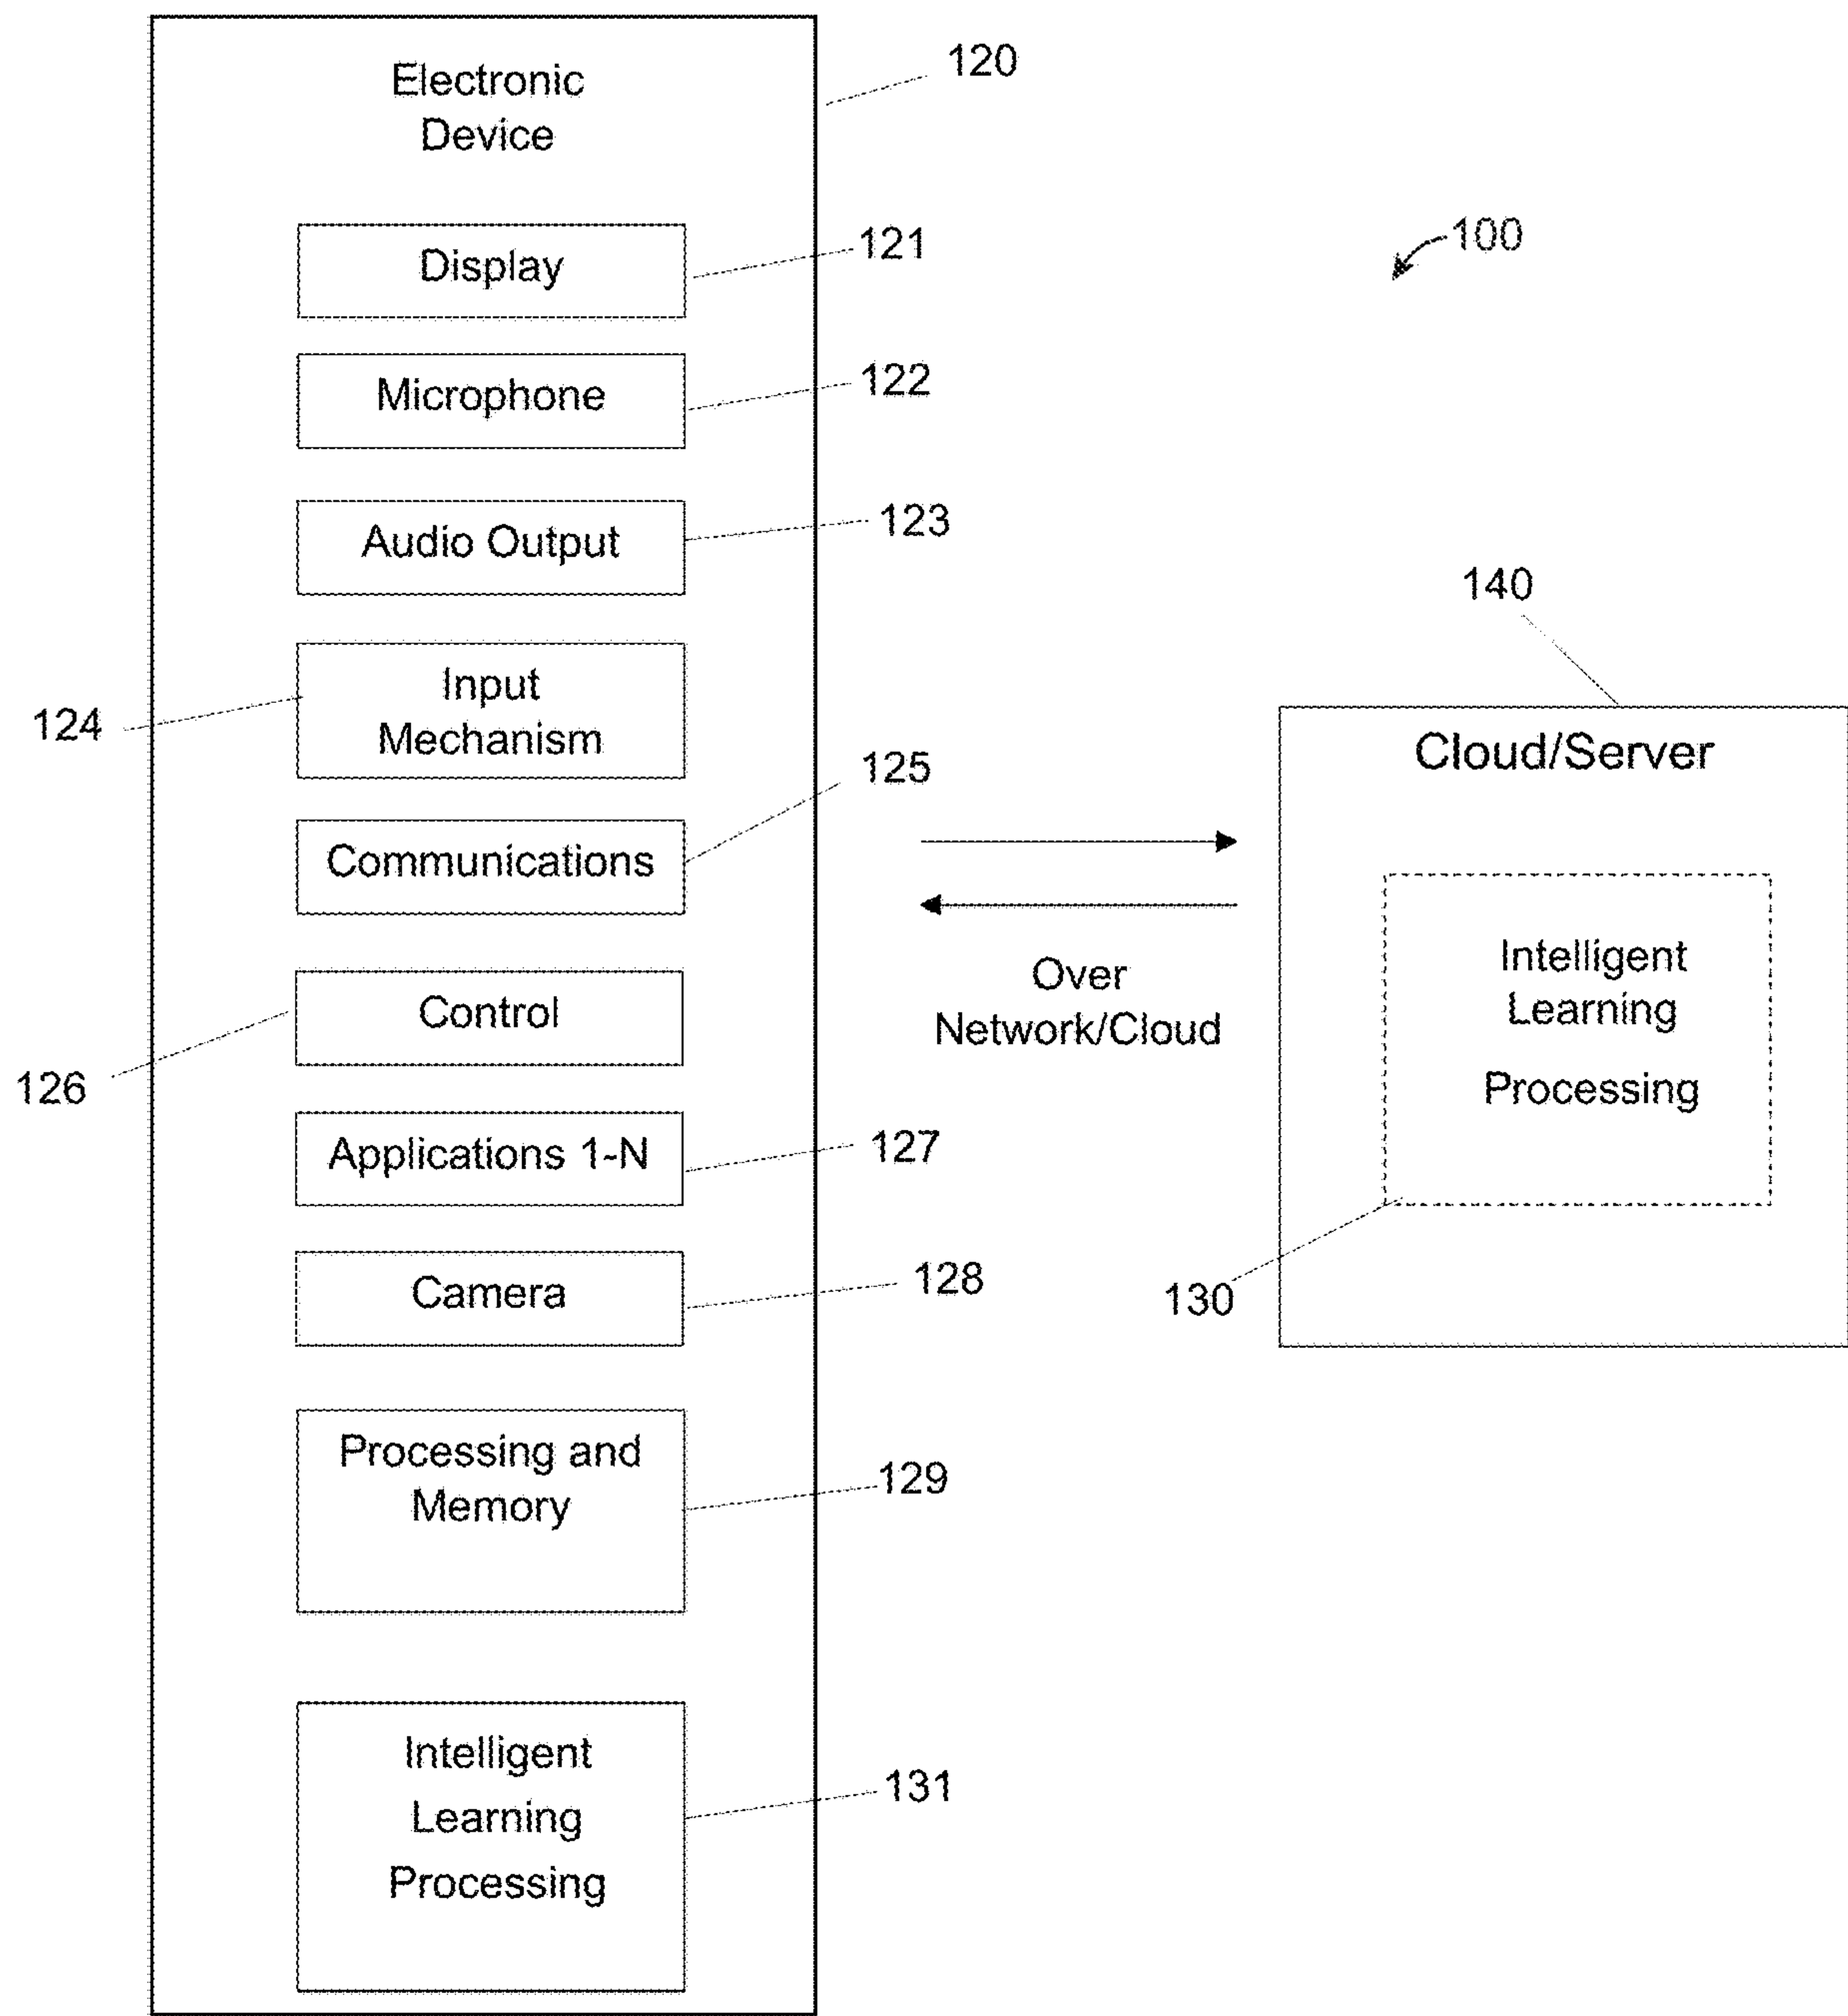 Electronic
Device
120
Display
121
100
Microphone
122
Audio Output
123
Input
Mechanism
124
Communications
125
Control
126
Applications 1-N
127
Camera
128
Processing and
Memory
129
Intelligent
Learning
Processing
131
Over
Network/Cloud
140
Cloud/Server
Intelligent
Learning
Processing
130